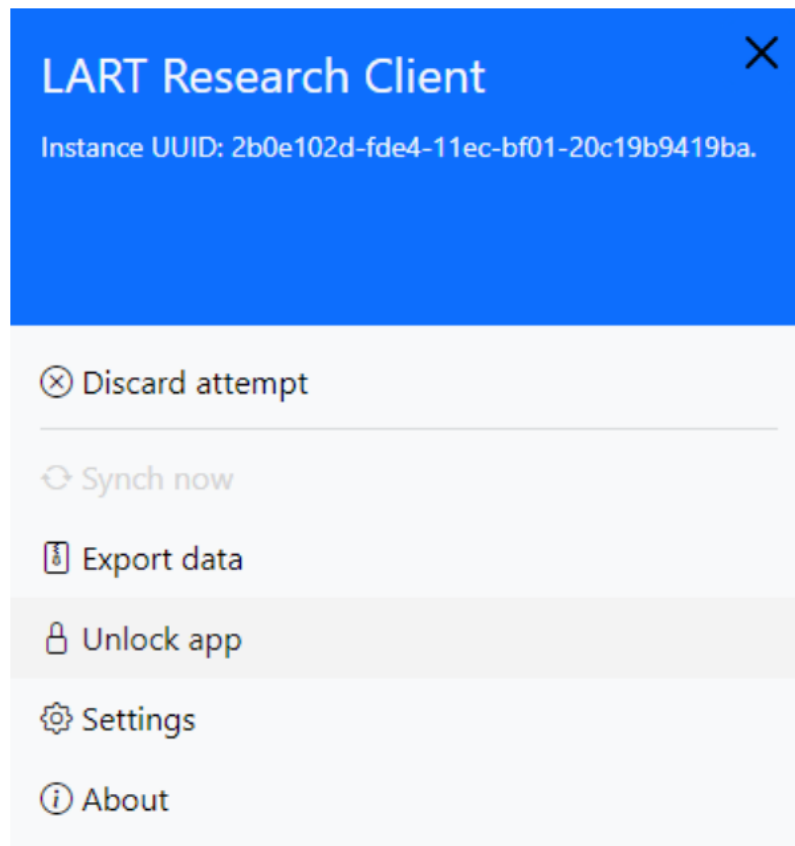 LART Research Client
Instance UUID: 2b0e102d-fde4-11ec-bf01-20c19b9419ba.
Discard attempt
Synch now
Export data
Unlock app
Settings
About